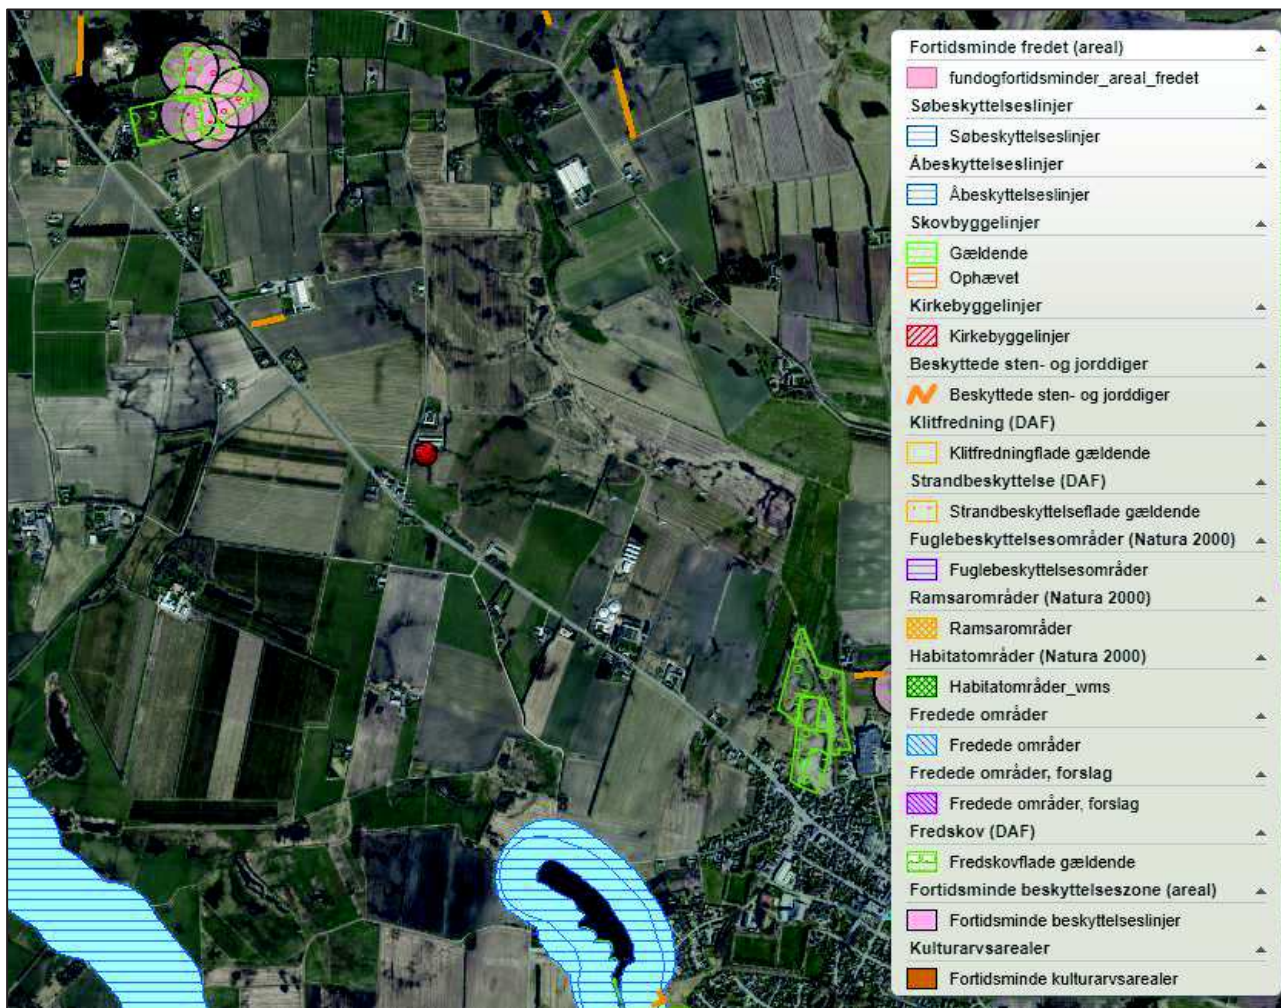 Fortidsminde fredet (areal)
fundogfortidsminder_areal_fredet
Søbeskyttelseslinjer
Søbeskyttelseslinjer
Åbeskyttelseslinjer
Åbeskyttelseslinjer
Skovbyggelinjer
Gældende
Ophævet
Kirkebyggelinjer
Kirkebyggelinjer
Beskyttede sten- og jorddiger
Beskyttede sten- og jorddiger
Klitfredning (DAF)
Klitfredningflade gældende
Strandbeskyttelse (DAF)
Strandbeskyttelseflade gældende
Fuglebeskyttelsesområder (Natura 2000)
Fuglebeskyttelsesområder
Ramsarområder (Natura 2000)
Ramsarområder
Habitatområder (Natura 2000)
Habitatområder_wms
Fredede områder
Fredede områder
Fredede områder, forslag
Fredede områder, forslag
Fredskov (DAF)
Fredskovflade gældende
Fortidsminde beskyttelseszone (areal)
Fortidsminde beskyttelseslinjer
Kulturarvsarealer
Fortidsminde kulturarvsarealer